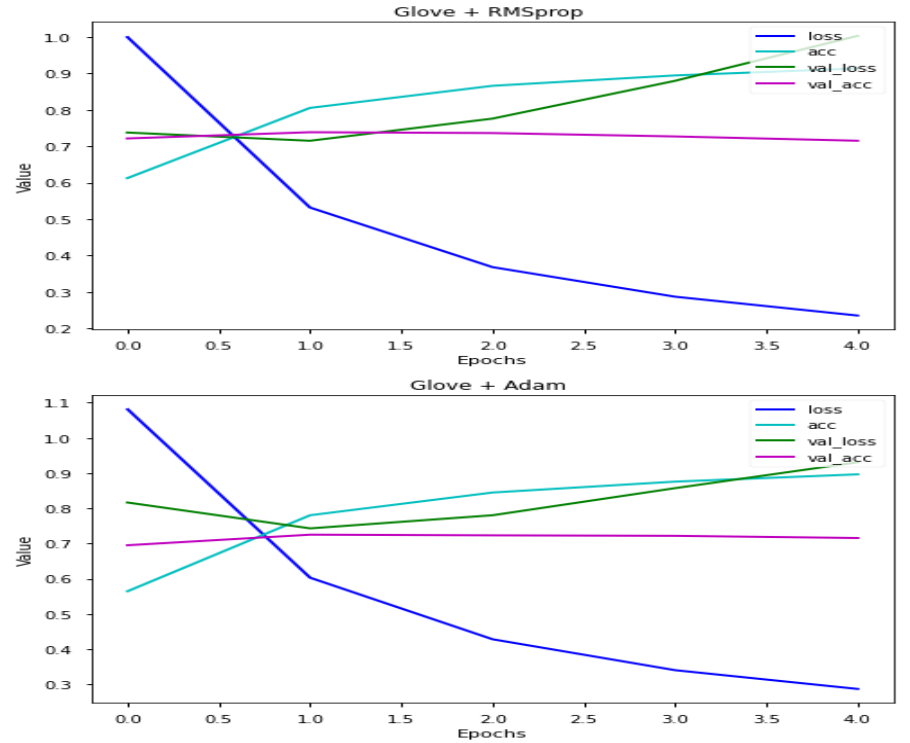 Glove + RMSprop
1.0
0.9
0.8
0.7
0.6
0.5
0.4
0.3
0.2
Value
loss
acc
val_loss
val_acc
0.0 0.5 1.0 1.5 2.0 2.5 3.0 3.5 4.0
Epochs
Glove + Adam
1.1
1.0
0.9
0.8
0.7
0.6
0.5
0.4
0.3
Value
loss
acc
val_loss
val_acc
0.0 0.5 1.0 1.5 2.0 2.5 3.0 3.5 4.0
Epochs